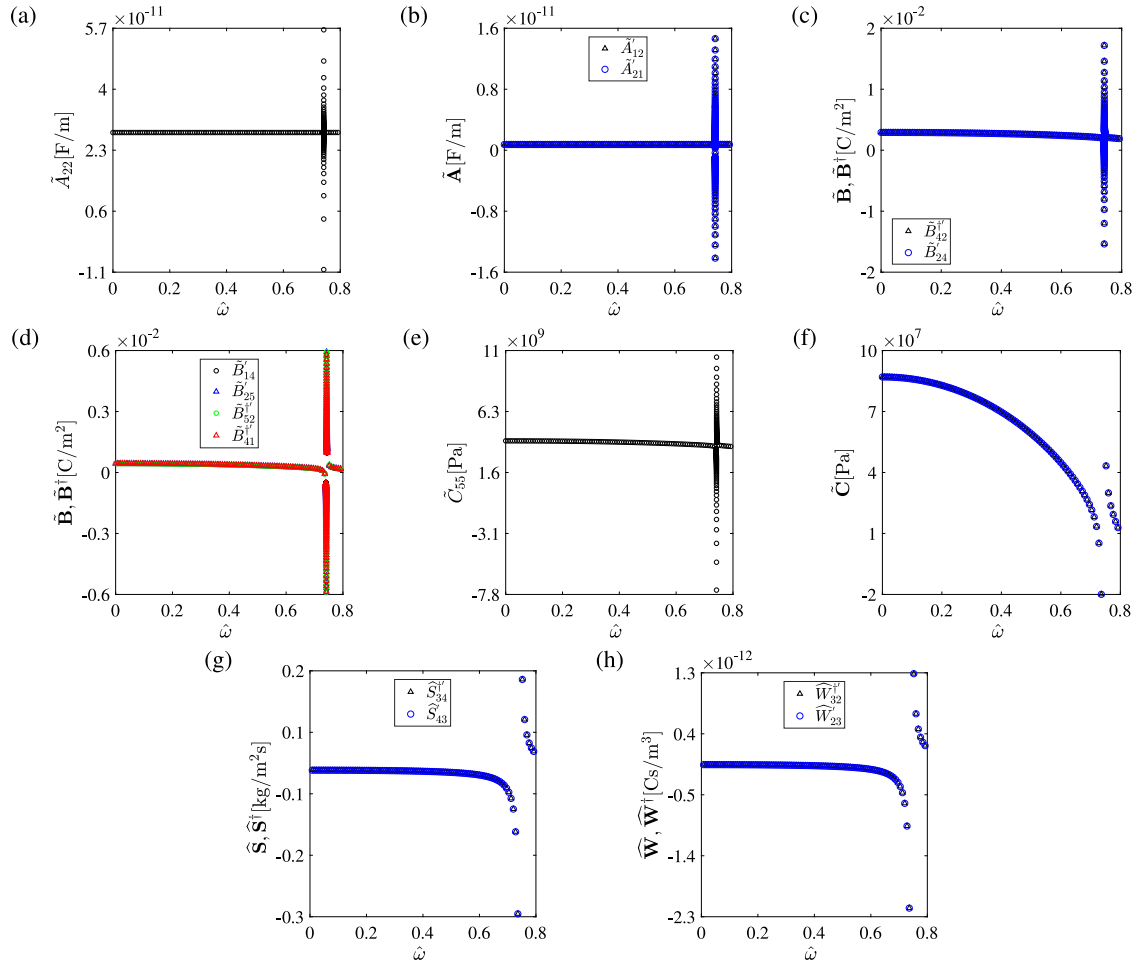 (a)
×10⁻¹¹
5.7
4
2.3
0.6
-1.1
Ã₂₂[F/m]
0 0.2 0.4 0.6 0.8
ω̂
(b)
×10⁻¹¹
1.6
0.8
0
-0.8
-1.6
Ã[F/m]
Ã′₁₂
Ã′₂₁
0 0.2 0.4 0.6 0.8
ω̂
(c)
×10⁻²
2
1
0
-1
-2
B̃, B̃†[C/m²]
B̃†′₄₂
B̃′₂₄
0 0.2 0.4 0.6 0.8
ω̂
(d)
×10⁻²
0.6
0.3
0
-0.3
-0.6
B̃, B̃†[C/m²]
B̃′₁₄
B̃′₂₅
B̃†′₅₂
B̃†′₄₁
0 0.2 0.4 0.6 0.8
ω̂
(e)
×10⁹
11
6.3
1.6
-3.1
-7.8
C̃₅₅[Pa]
0 0.2 0.4 0.6 0.8
ω̂
(f)
×10⁷
10
7
4
1
-2
C̃[Pa]
0 0.2 0.4 0.6 0.8
ω̂
(g)
0.2
0.1
-0.1
-0.2
-0.3
Ŝ, Ŝ†[kg/m²s]
Ŝ†′₃₄
Ŝ′₄₃
0 0.2 0.4 0.6 0.8
ω̂
(h)
×10⁻¹²
1.3
0.4
-0.5
-1.4
-2.3
Ŵ, Ŵ†[Cs/m³]
Ŵ†′₃₂
Ŵ′₂₃
0 0.2 0.4 0.6 0.8
ω̂